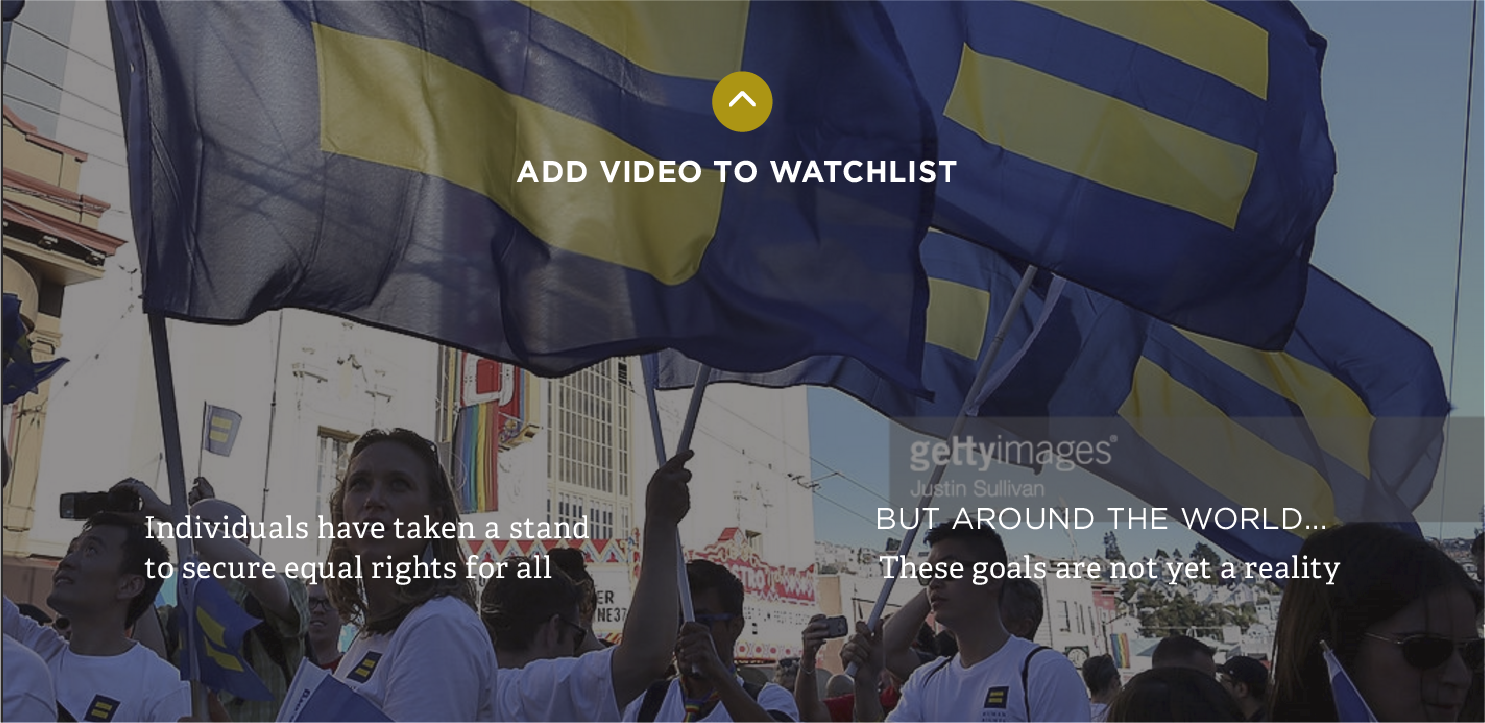 ADD VIDEO TO WATCHLIST
gettyimages®
Justin Sullivan
Individuals have taken a stand
to secure equal rights for all
BUT AROUND THE WORLD...
These goals are not yet a reality